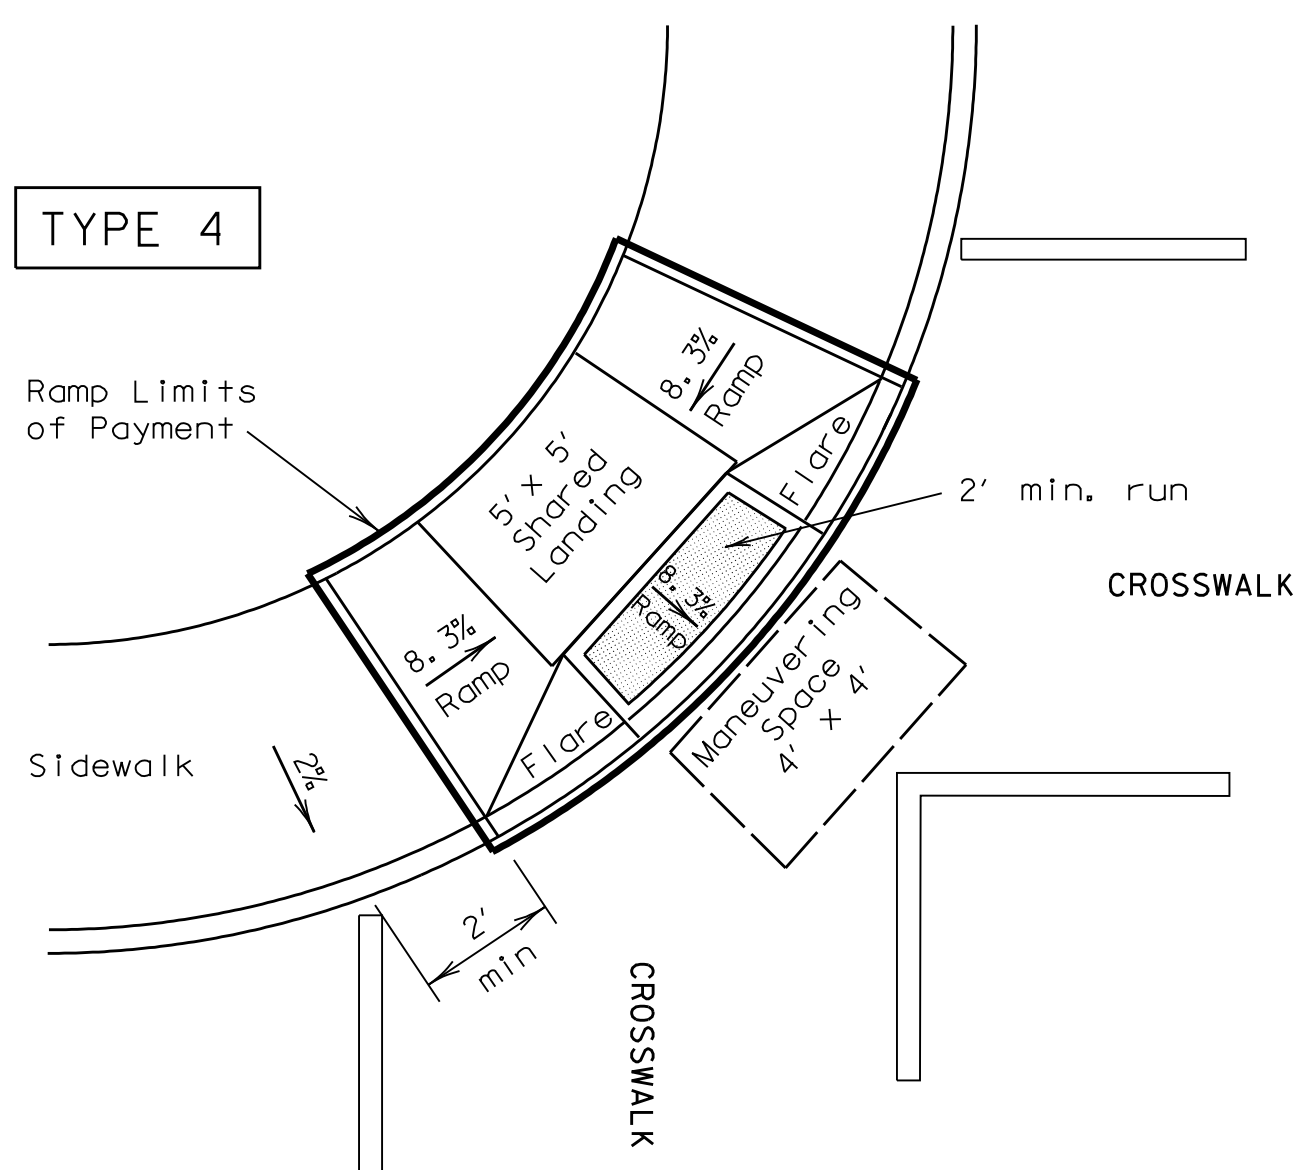 TYPE 4
Ramp Limits
of Payment
8.3%
Ramp
5' x 5'
Shared
Landing
Flare
2' min. run
CROSSWALK
8.3%
Ramp
8.3%
Ramp
Flare
Maneuvering
Space
4' x 4'
Sidewalk
2%
2'
min
CROSSWALK